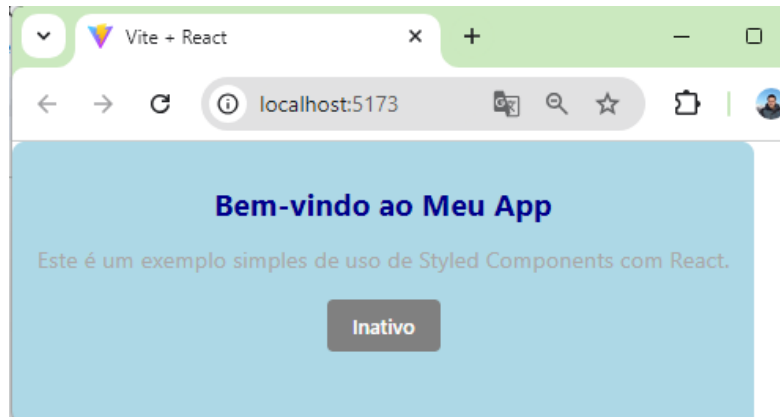 Vite + React
localhost:5173
Bem-vindo ao Meu App
Este é um exemplo simples de uso de Styled Components com React.
Inativo